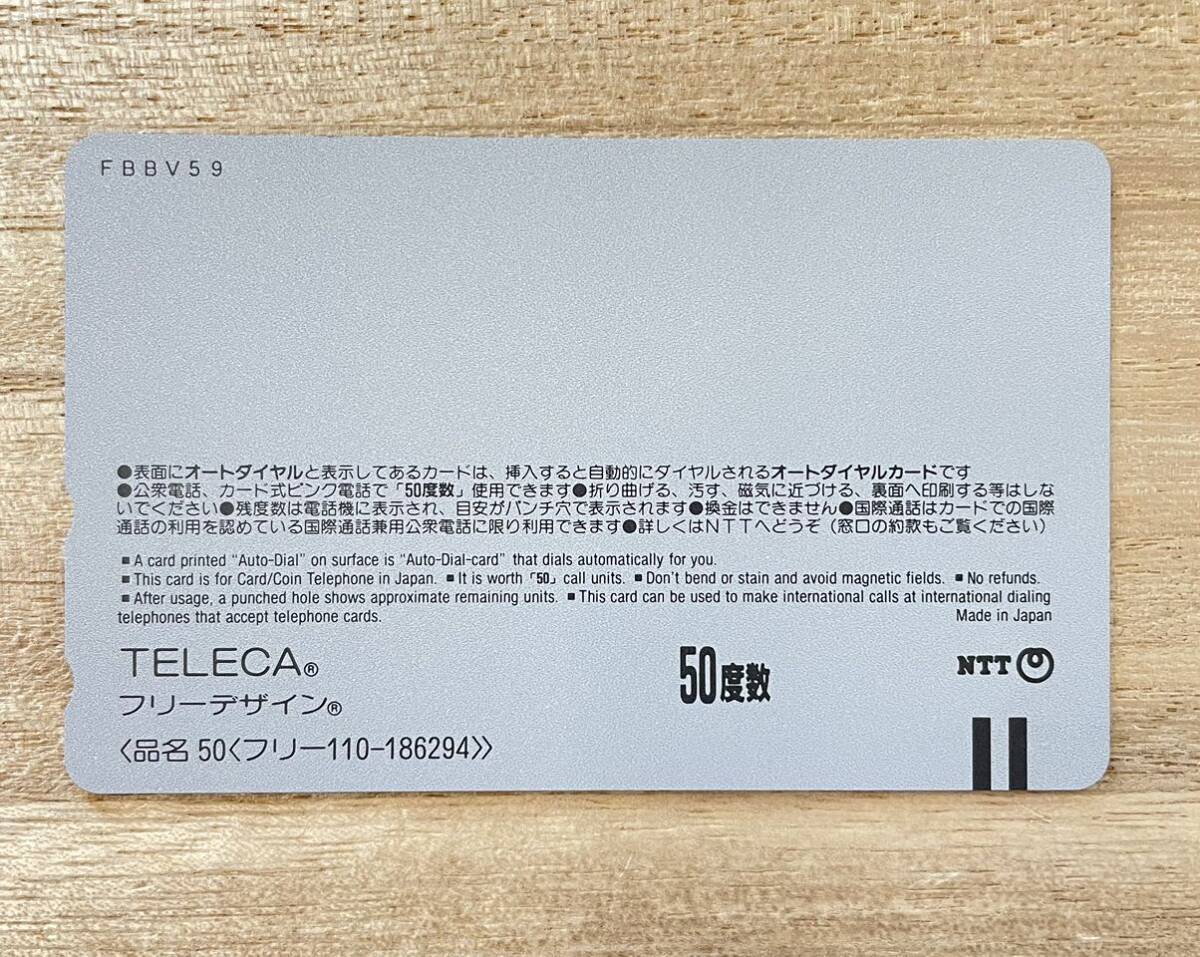 FBBV59
●表面にオートダイヤルと表示してあるカードは、挿入すると自動的にダイヤルされるオートダイヤルカードです
●公衆電話、カード式ピンク電話で「50度数」使用できます●折り曲げる、汚す、磁気に近づける、裏面へ印刷する等はしな
いでください●残度数は電話機に表示され、目安がパンチ穴で表示されます●換金はできません●国際通話はカードでの国際
通話の利用を認めている国際通話兼用公衆電話に限り利用できます●詳しくはNTTへどうぞ（窓口の約款もご覧ください）
■A card printed “Auto-Dial” on surface is “Auto-Dial-card” that dials automatically for you.
■This card is for Card/Coin Telephone in Japan. ■It is worth「50」call units. ■Don't bend or stain and avoid magnetic fields. ■No refunds.
■After usage, a punched hole shows approximate remaining units. ■This card can be used to make international calls at international dialing
telephones that accept telephone cards. Made in Japan
TELECA®
50度数
NTT
フリーデザイン®
〈品名 50〈フリー110-186294〉〉